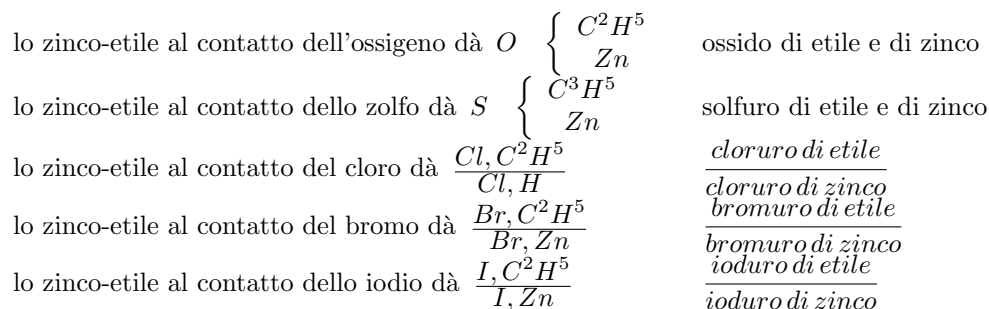 lo zinco-etile al contatto dell'ossigeno dà O { C²H⁵ Zn ossido di etile e di zinco
lo zinco-etile al contatto dello zolfo dà S { C³H⁵ Zn solfuro di etile e di zinco
lo zinco-etile al contatto del cloro dà Cl, C²H⁵ / Cl, H cloruro di etile / cloruro di zinco
lo zinco-etile al contatto del bromo dà Br, C²H⁵ / Br, Zn bromuro di etile / bromuro di zinco
lo zinco-etile al contatto dello iodio dà I, C²H⁵ / I, Zn ioduro di etile / ioduro di zinco